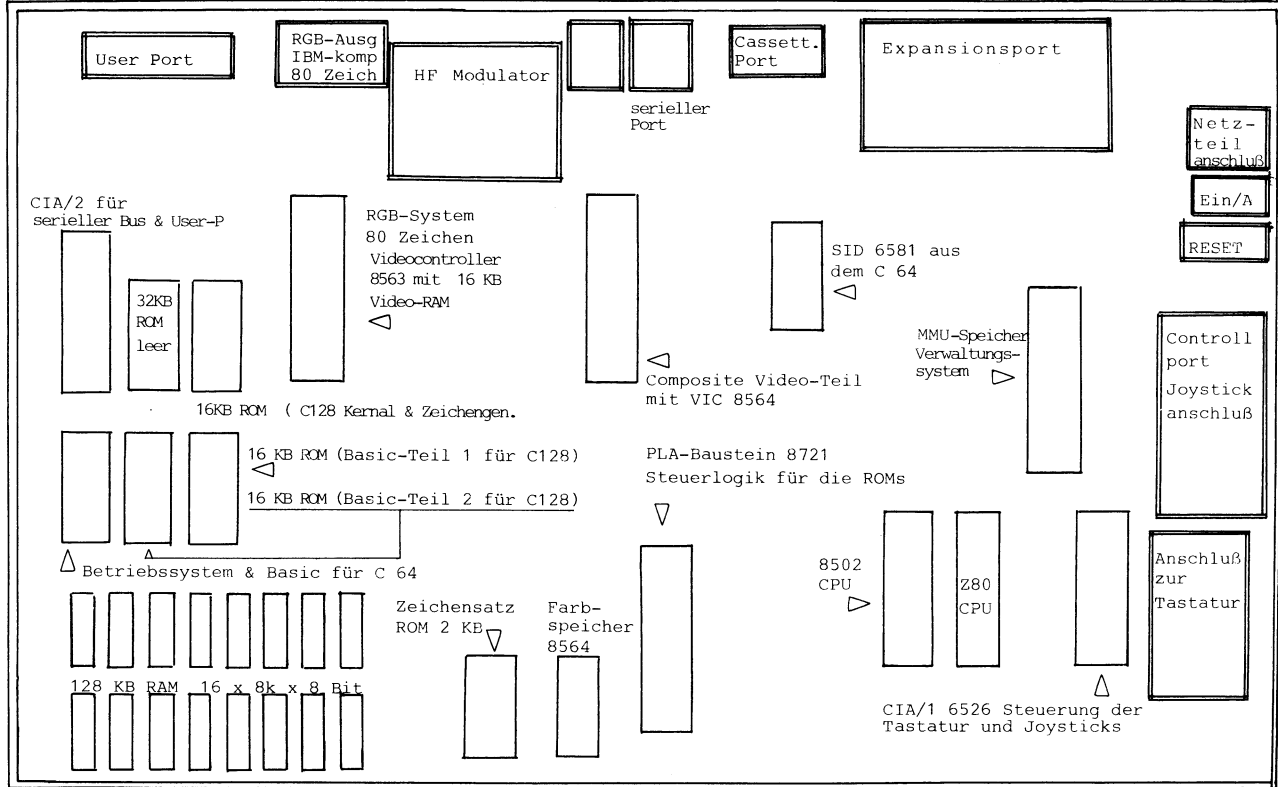 User Port
RGB-Ausg
IBM-komp
80 Zeich
HF Modulator
serieller
Port
Cassett.
Port
Expansionsport
Netz-
teil
anschluß
Ein/A
RESET
CIA/2 für
serieller Bus & User-P
32KB
ROM
leer
RGB-System
80 Zeichen
Videocontroller
8563 mit 16 KB
Video-RAM
SID 6581 aus
dem C 64
MMU-Speicher
Verwaltungs-
system
Controll
port
Joystick
anschluß
Composite Video-Teil
mit VIC 8564
16KB ROM ( C128 Kernal & Zeichengen.
16 KB ROM (Basic-Teil 1 für C128)
16 KB ROM (Basic-Teil 2 für C128)
PLA-Baustein 8721
Steuerlogik für die ROMs
Betriebssystem & Basic für C 64
8502
CPU
Z80
CPU
Anschluß
zur
Tastatur
Zeichensatz
ROM 2 KB
Farb-
speicher
8564
128 KB RAM 16 x 8k x 8 Bit
CIA/1 6526 Steuerung der
Tastatur und Joysticks